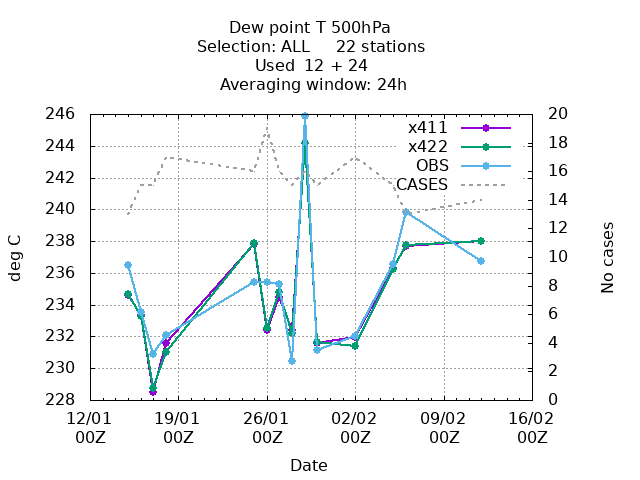 Dew point T 500hPa
Selection: ALL     22 stations
Used  12 + 24
Averaging window: 24h
246
244
242
240
238
236
234
232
230
228
deg C
20
18
16
14
12
10
8
6
4
2
0
No cases
x411
x422
OBS
CASES
12/01 19/01 26/01 02/02 09/02 16/02
00Z 00Z 00Z 00Z 00Z 00Z
Date